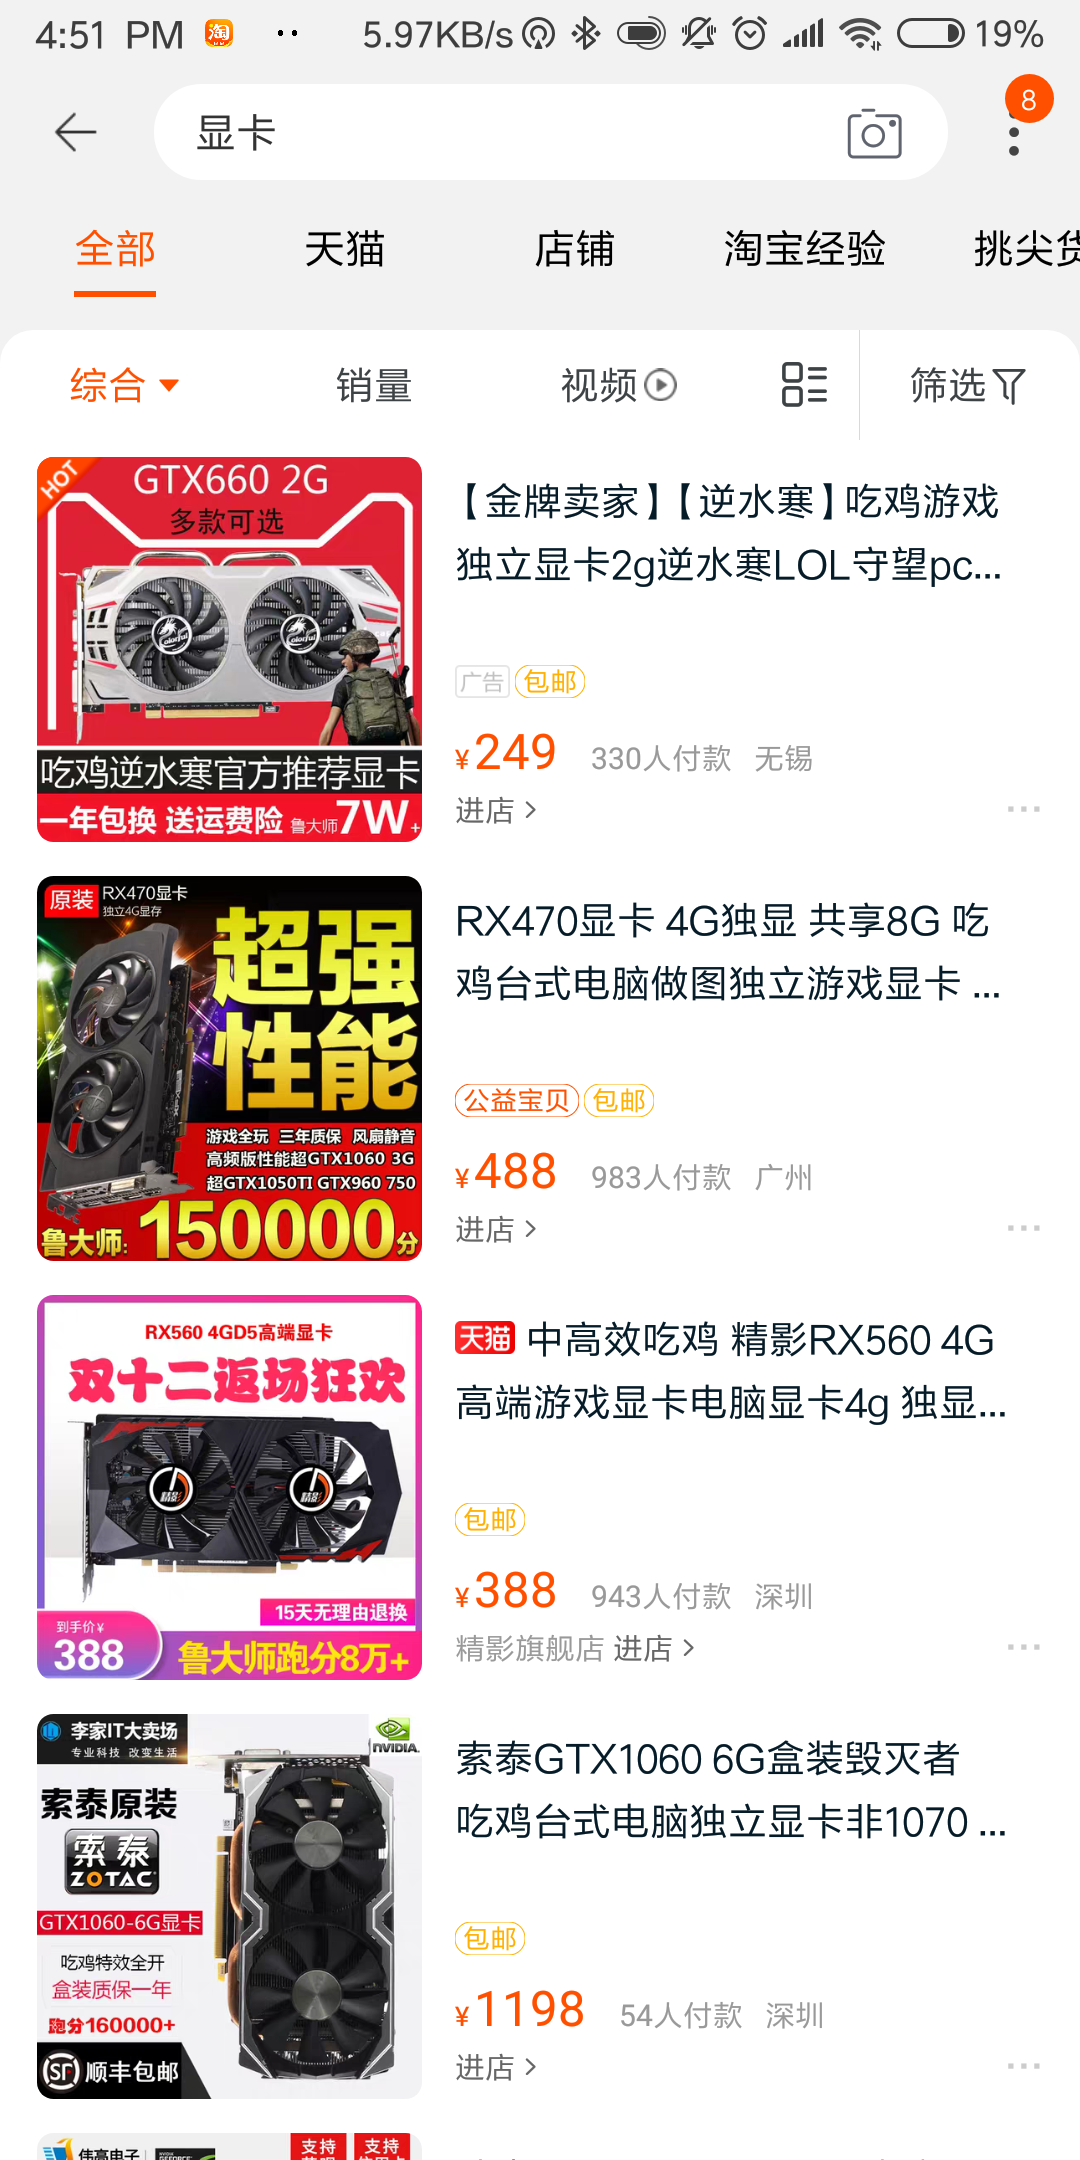 4:51 PM 淘 ·· 5.97KB/s 19%
显卡
8
全部 天猫 店铺 淘宝经验 挑尖货
综合 销量 视频 筛选
HOT
GTX660 2G
多款可选
Colorful Colorful
吃鸡逆水寒官方推荐显卡
一年包换 送运费险 鲁大师7W+
【金牌卖家】【逆水寒】吃鸡游戏
独立显卡2g逆水寒LOL守望pc...
广告 包邮
¥249 330人付款 无锡
进店 >
原装 RX470显卡
独立4G显存
超强
性能
游戏全玩 三年质保 风扇静音
高频版性能超GTX1060 3G
超GTX1050TI GTX960 750
鲁大师: 150000分
RX470显卡 4G独显 共享8G 吃
鸡台式电脑做图独立游戏显卡 ...
公益宝贝 包邮
¥488 983人付款 广州
进店 >
RX560 4GD5高端显卡
双十二返场狂欢
精影 精影
15天无理由退换
到手价¥
388
鲁大师跑分8万+
天猫 中高效吃鸡 精影RX560 4G
高端游戏显卡电脑显卡4g 独显...
包邮
¥388 943人付款 深圳
精影旗舰店 进店 >
李家IT大卖场
专业科技 改变生活
NVIDIA.
索泰原装
索泰
ZOTAC
GTX1060-6G显卡
吃鸡特效全开
盒装质保一年
跑分160000+
SF 顺丰包邮
索泰GTX1060 6G盒装毁灭者
吃鸡台式电脑独立显卡非1070 ...
包邮
¥1198 54人付款 深圳
进店 >
伟高电子
支持 支持